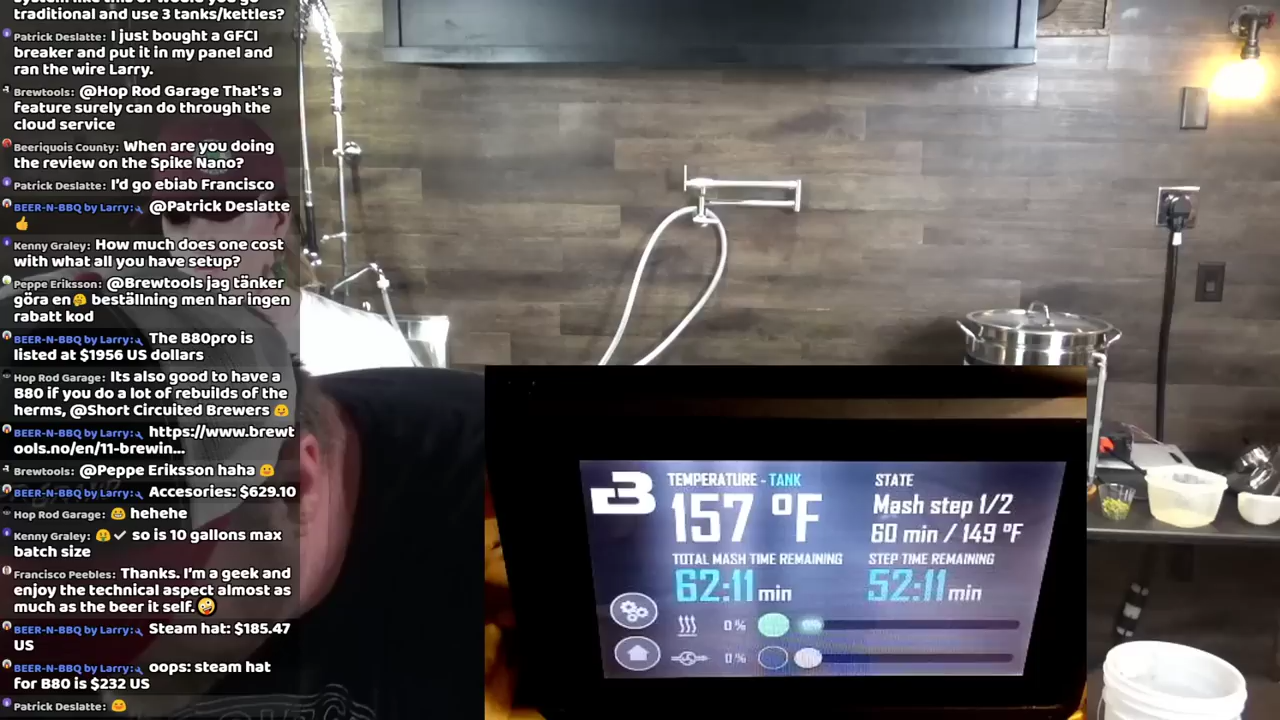 system like this or would you go
traditional and use 3 tanks/kettles?
Patrick Deslatte: I just bought a GFCI
breaker and put it in my panel and
ran the wire Larry.
Brewtools: @Hop Rod Garage That's a
feature surely can do through the
cloud service
Beeriquois County: When are you doing
the review on the Spike Nano?
Patrick Deslatte: I'd go ebiab Francisco
BEER-N-BBQ by Larry: @Patrick Deslatte
👍
Kenny Graley: How much does one cost
with what all you have setup?
Peppe Eriksson: @Brewtools jag tänker
göra en🤔 beställning men har ingen
rabatt kod
BEER-N-BBQ by Larry: The B80pro is
listed at $1956 US dollars
Hop Rod Garage: Its also good to have a
B80 if you do a lot of rebuilds of the
herms, @Short Circuited Brewers
BEER-N-BBQ by Larry: https://www.brewt
ools.no/en/11-brewin...
Brewtools: @Peppe Eriksson haha
BEER-N-BBQ by Larry: Accesories: $629.10
Hop Rod Garage: hehehe
Kenny Graley: 🤑✓ so is 10 gallons max
batch size
Francisco Peebles: Thanks. I'm a geek and
enjoy the technical aspect almost as
much as the beer it self. 🤪
BEER-N-BBQ by Larry: Steam hat: $185.47
US
BEER-N-BBQ by Larry: oops: steam hat
for B80 is $232 US
Patrick Deslatte:
B
TEMPERATURE - TANK
157 °F
STATE
Mash step 1/2
60 min / 149 °F
TOTAL MASH TIME REMAINING
62:11 min
STEP TIME REMAINING
52:11 min
0 %
0%
0 %